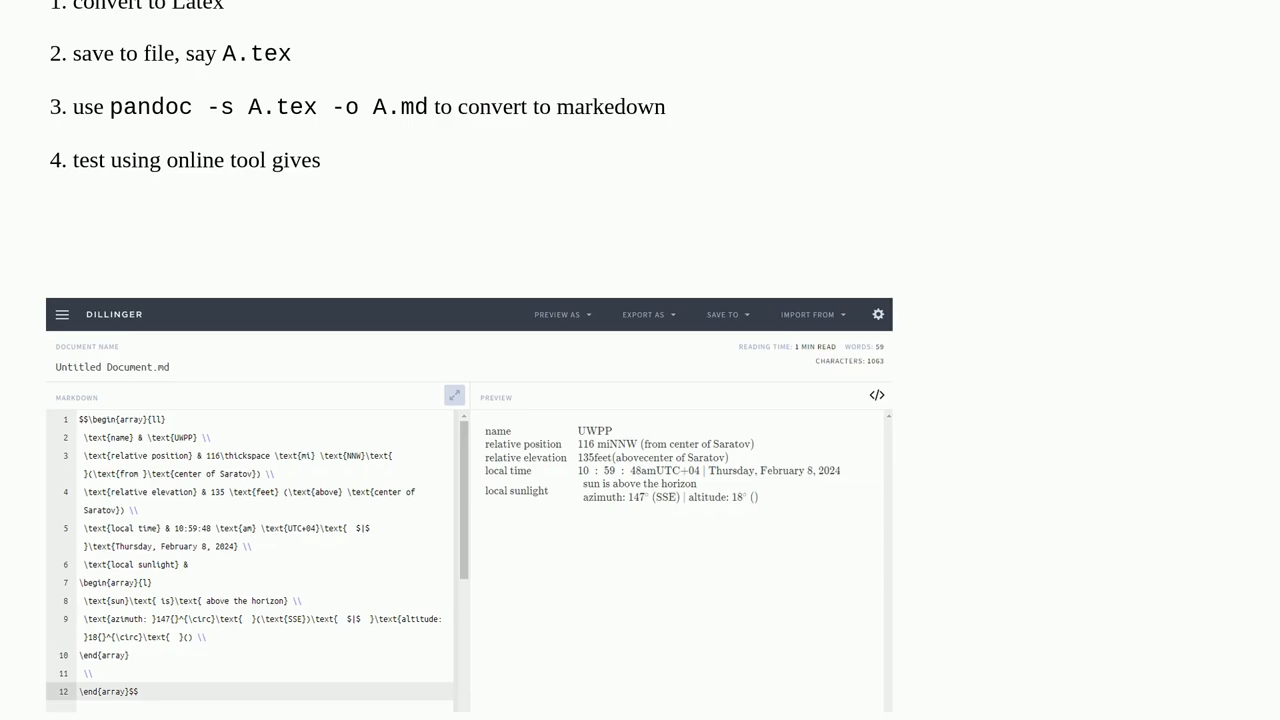 1. convert to Latex
2. save to file, say A.tex
3. use pandoc -s A.tex -o A.md to convert to markedown
4. test using online tool gives
DILLINGER PREVIEW AS EXPORT AS SAVE TO IMPORT FROM
DOCUMENT NAME READING TIME: 1 MIN READ WORDS: 59
CHARACTERS: 1063
Untitled Document.md
MARKDOWN
1 $$\begin{array}{ll}
2 \text{name} & \text{UWPP} \\
3 \text{relative position} & 116\thickspace \text{mi} \text{NNW}\text{
}(\text{from }\text{center of Saratov}) \\
4 \text{relative elevation} & 135 \text{feet} (\text{above} \text{center of
Saratov}) \\
5 \text{local time} & 10:59:48 \text{am} \text{UTC+04}\text{  $|$
}\text{Thursday, February 8, 2024} \\
6 \text{local sunlight} &
7 \begin{array}{l}
8 \text{sun}\text{ is}\text{ above the horizon} \\
9 \text{azimuth: }147{}^{\circ}\text{  }(\text{SSE})\text{  $|$  }\text{altitude:
}18{}^{\circ}\text{  }() \\
10 \end{array}
11 \\
12 \end{array}$$
PREVIEW </>
name UWPP
relative position 116 miNNW (from center of Saratov)
relative elevation 135feet(abovecenter of Saratov)
local time 10 : 59 : 48amUTC+04 | Thursday, February 8, 2024
sun is above the horizon
local sunlight
azimuth: 147° (SSE) | altitude: 18° ()